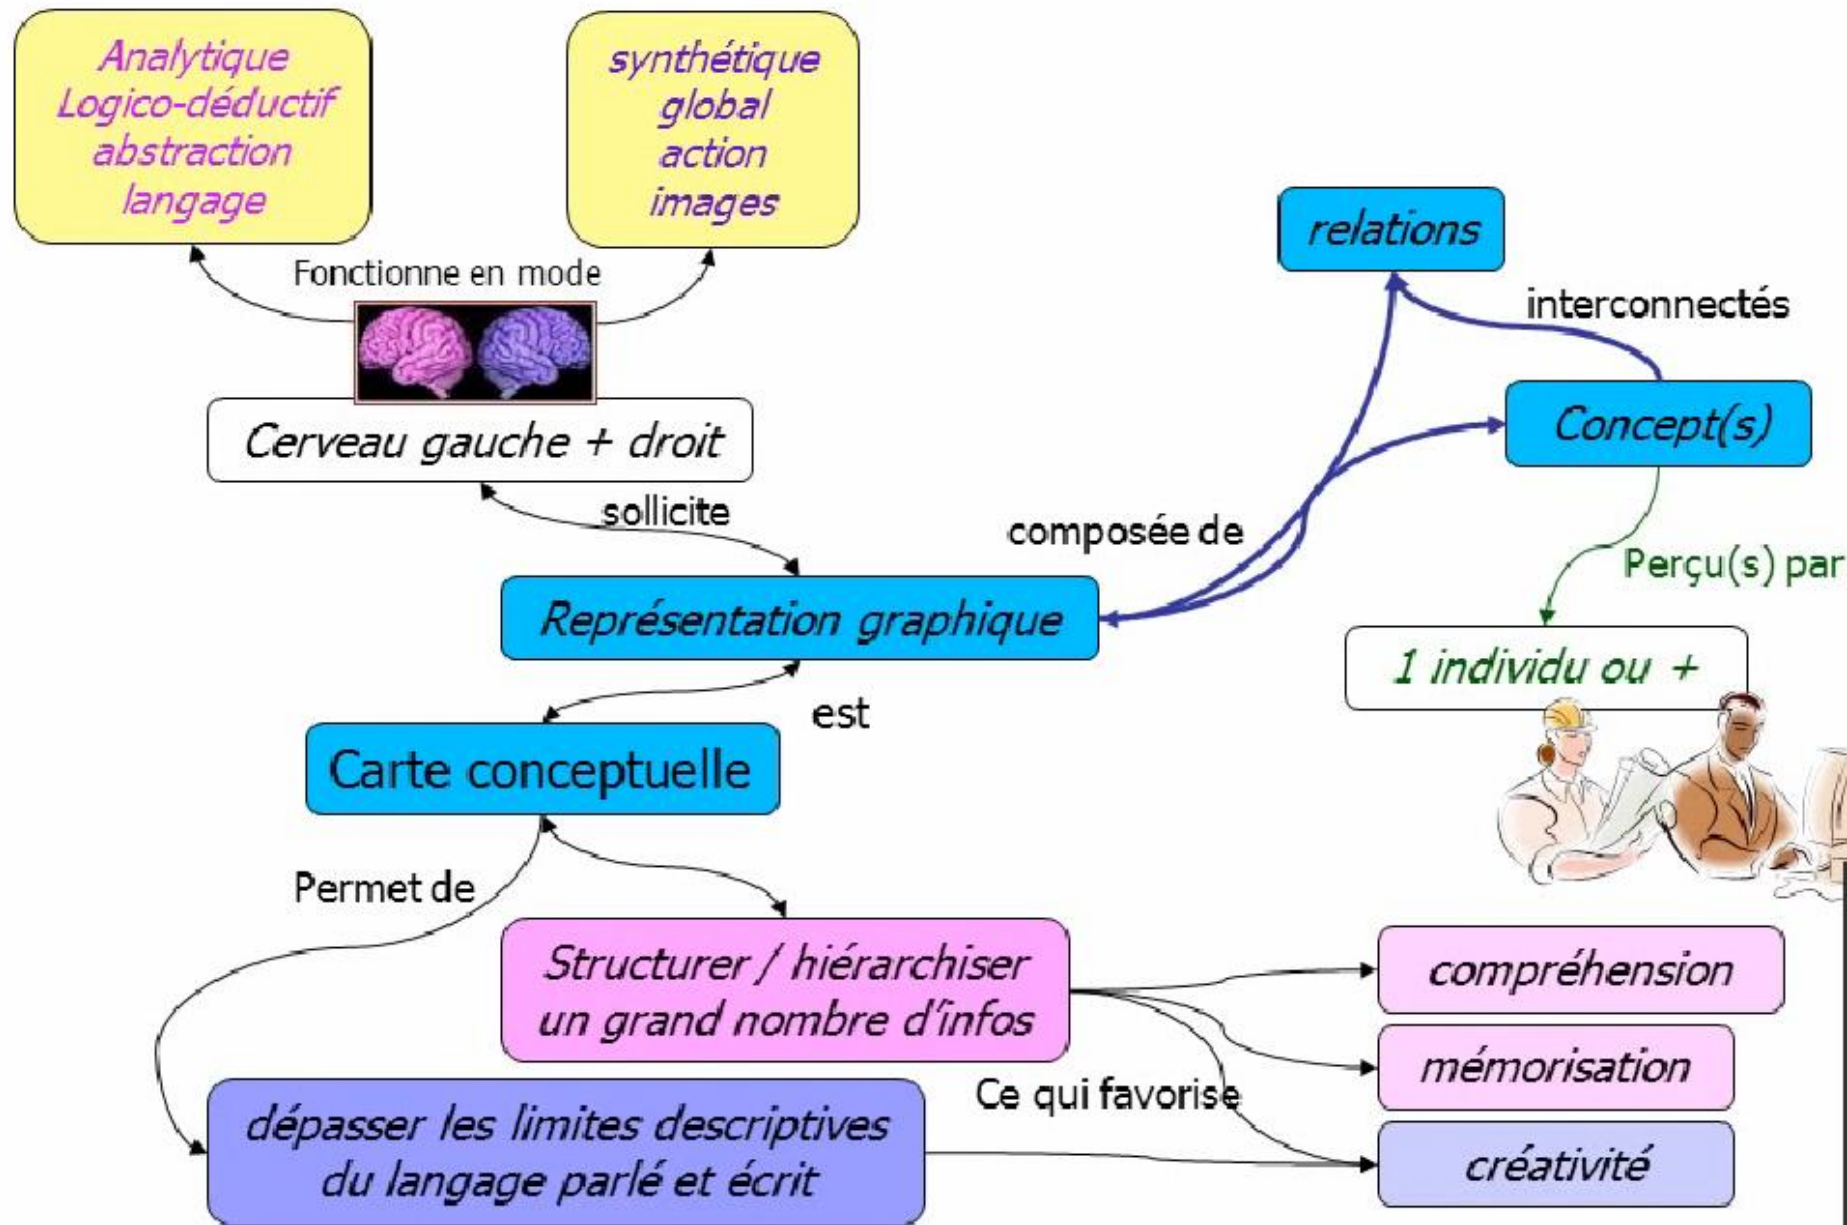 Analytique
Logico-déductif
abstraction
langage
synthétique
global
action
images
Fonctionne en mode
Cerveau gauche + droit
sollicite
relations
interconnectés
Concept(s)
composée de
Perçu(s) par
1 individu ou +
Représentation graphique
est
Carte conceptuelle
Permet de
Structurer / hiérarchiser
un grand nombre d'infos
compréhension
mémorisation
Ce qui favorise
créativité
dépasser les limites descriptives
du langage parlé et écrit